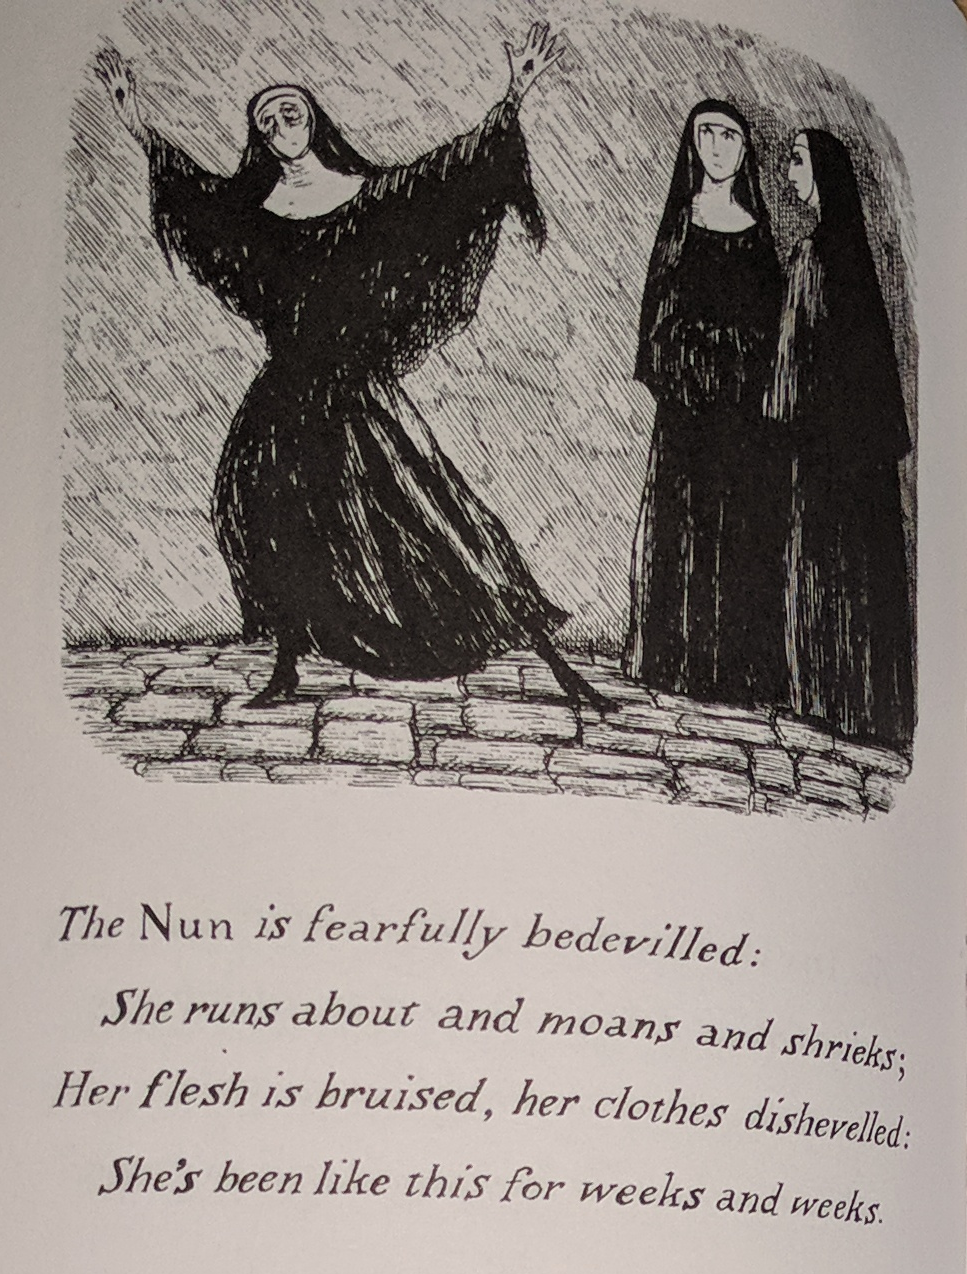 The Nun is fearfully bedevilled:
She runs about and moans and shrieks;
Her flesh is bruised, her clothes dishevelled:
She's been like this for weeks and weeks.